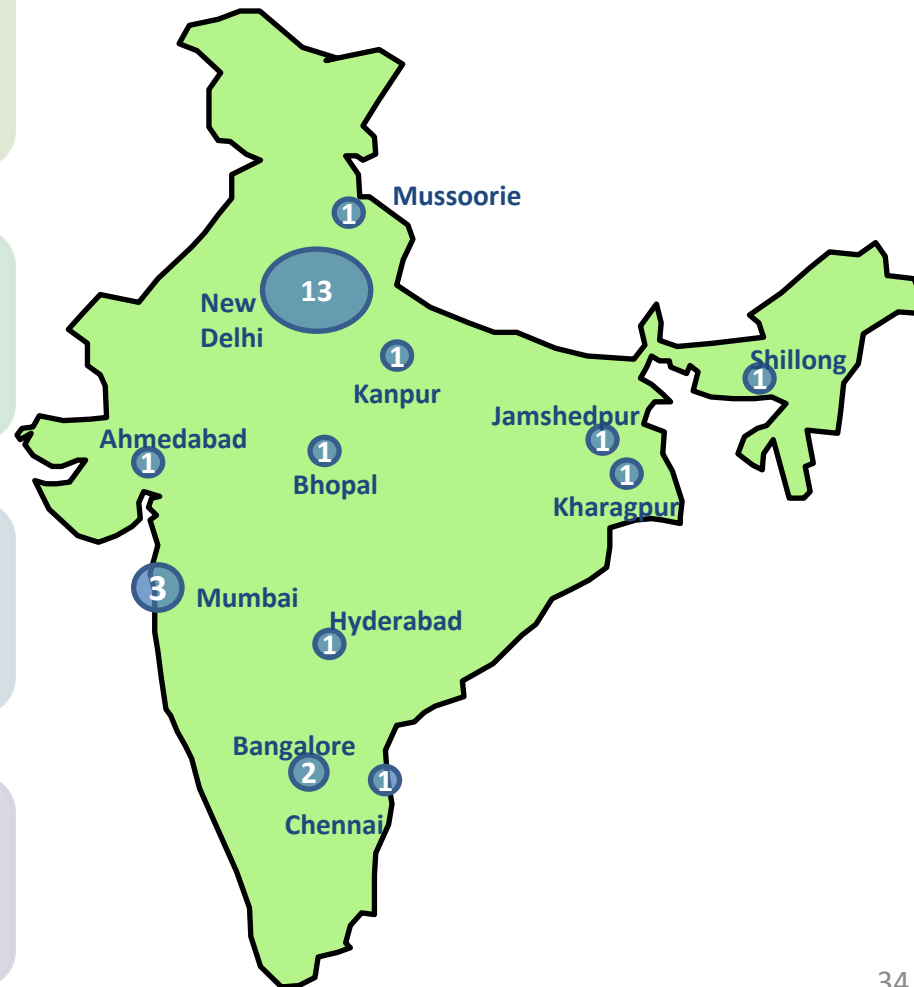 Mussoorie
1
13
New
Delhi
1
Kanpur
Shillong
1
Jamshedpur
1
Ahmedabad
1
1
Bhopal
1
Kharagpur
3
Mumbai
Hyderabad
1
Bangalore
2
1
Chennai
34